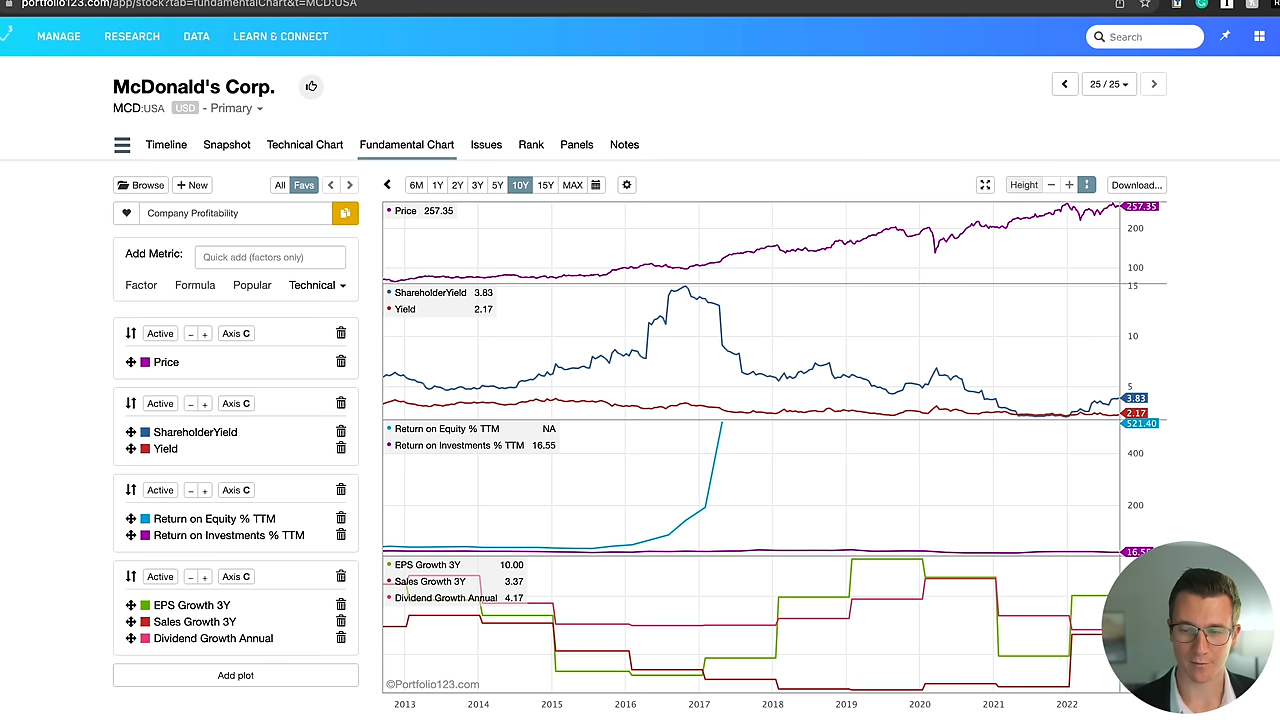 portfolio123.com/app/stock?tab=fundamentalChart&t=MCD:USA
MANAGE RESEARCH DATA LEARN & CONNECT Search
McDonald's Corp.
25 / 25
MCD:USA USD - Primary
Timeline Snapshot Technical Chart Fundamental Chart Issues Rank Panels Notes
Browse + New All Favs
6M 1Y 2Y 3Y 5Y 10Y 15Y MAX Height − + Download...
Company Profitability
Add Metric: Quick add (factors only)
Factor Formula Popular Technical
Active − + Axis C
Price
Active − + Axis C
ShareholderYield
Yield
Active − + Axis C
Return on Equity % TTM
Return on Investments % TTM
Active − + Axis C
EPS Growth 3Y
Sales Growth 3Y
Dividend Growth Annual
Add plot
Price 257.35
257.35
200
100
ShareholderYield 3.83
Yield 2.17
15
10
5
3.83
2.17
Return on Equity % TTM NA
Return on Investments % TTM 16.55
521.40
400
200
EPS Growth 3Y 10.00
Sales Growth 3Y 3.37
Dividend Growth Annual 4.17
©Portfolio123.com
2013 2014 2015 2016 2017 2018 2019 2020 2021 2022